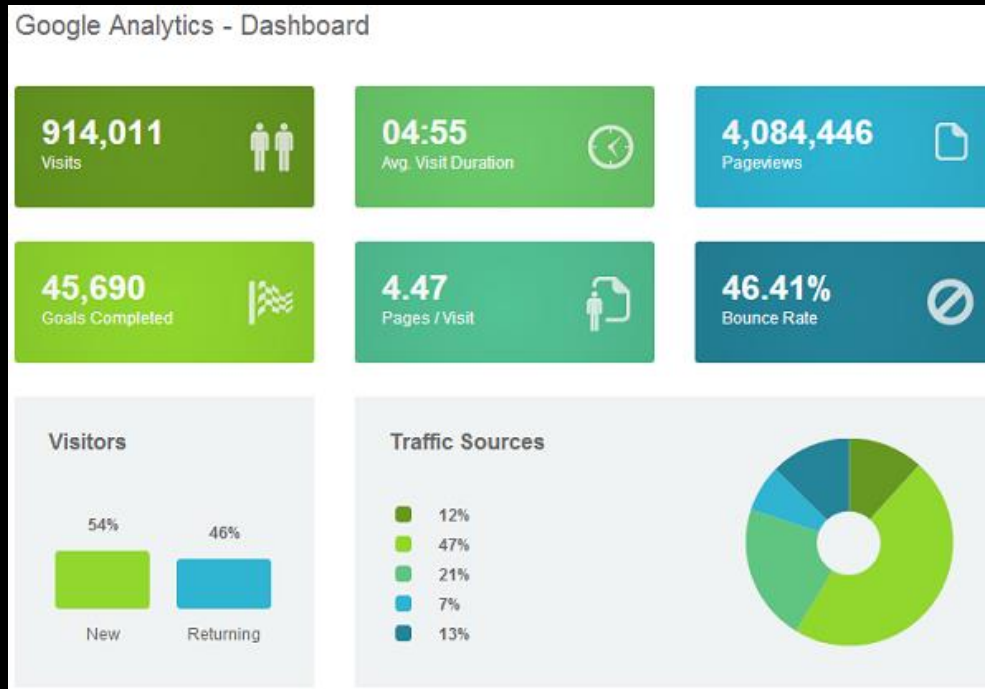 Google Analytics - Dashboard
914,011
Visits
04:55
Avg. Visit Duration
4,084,446
Pageviews
45,690
Goals Completed
4.47
Pages / Visit
46.41%
Bounce Rate
Visitors
54%
46%
New
Returning
Traffic Sources
12%
47%
21%
7%
13%